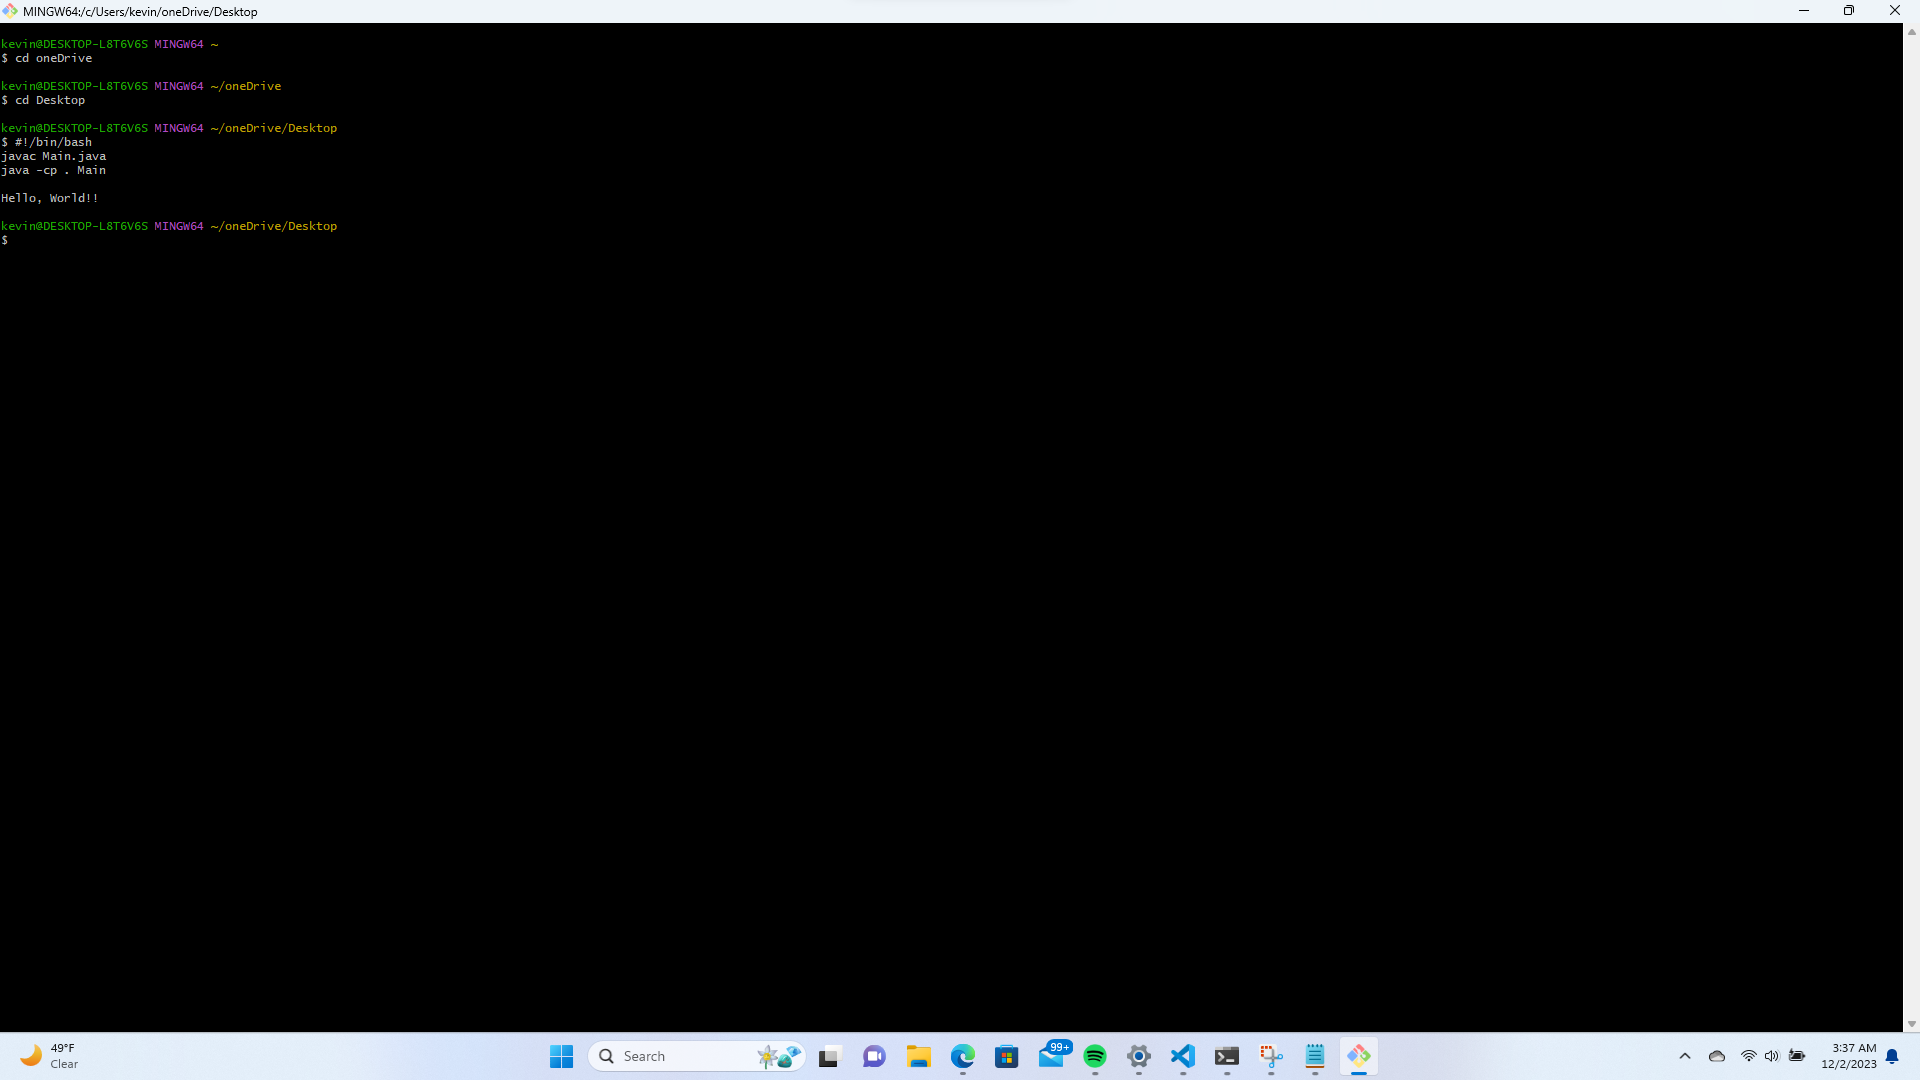 MINGW64:/c/Users/kevin/oneDrive/Desktop
kevin@DESKTOP-L8T6V6S MINGW64 ~
$ cd oneDrive
kevin@DESKTOP-L8T6V6S MINGW64 ~/oneDrive
$ cd Desktop
kevin@DESKTOP-L8T6V6S MINGW64 ~/oneDrive/Desktop
$ #!/bin/bash
javac Main.java
java -cp . Main
Hello, World!!
kevin@DESKTOP-L8T6V6S MINGW64 ~/oneDrive/Desktop
$
49°F
Clear
Search
99+
3:37 AM
12/2/2023